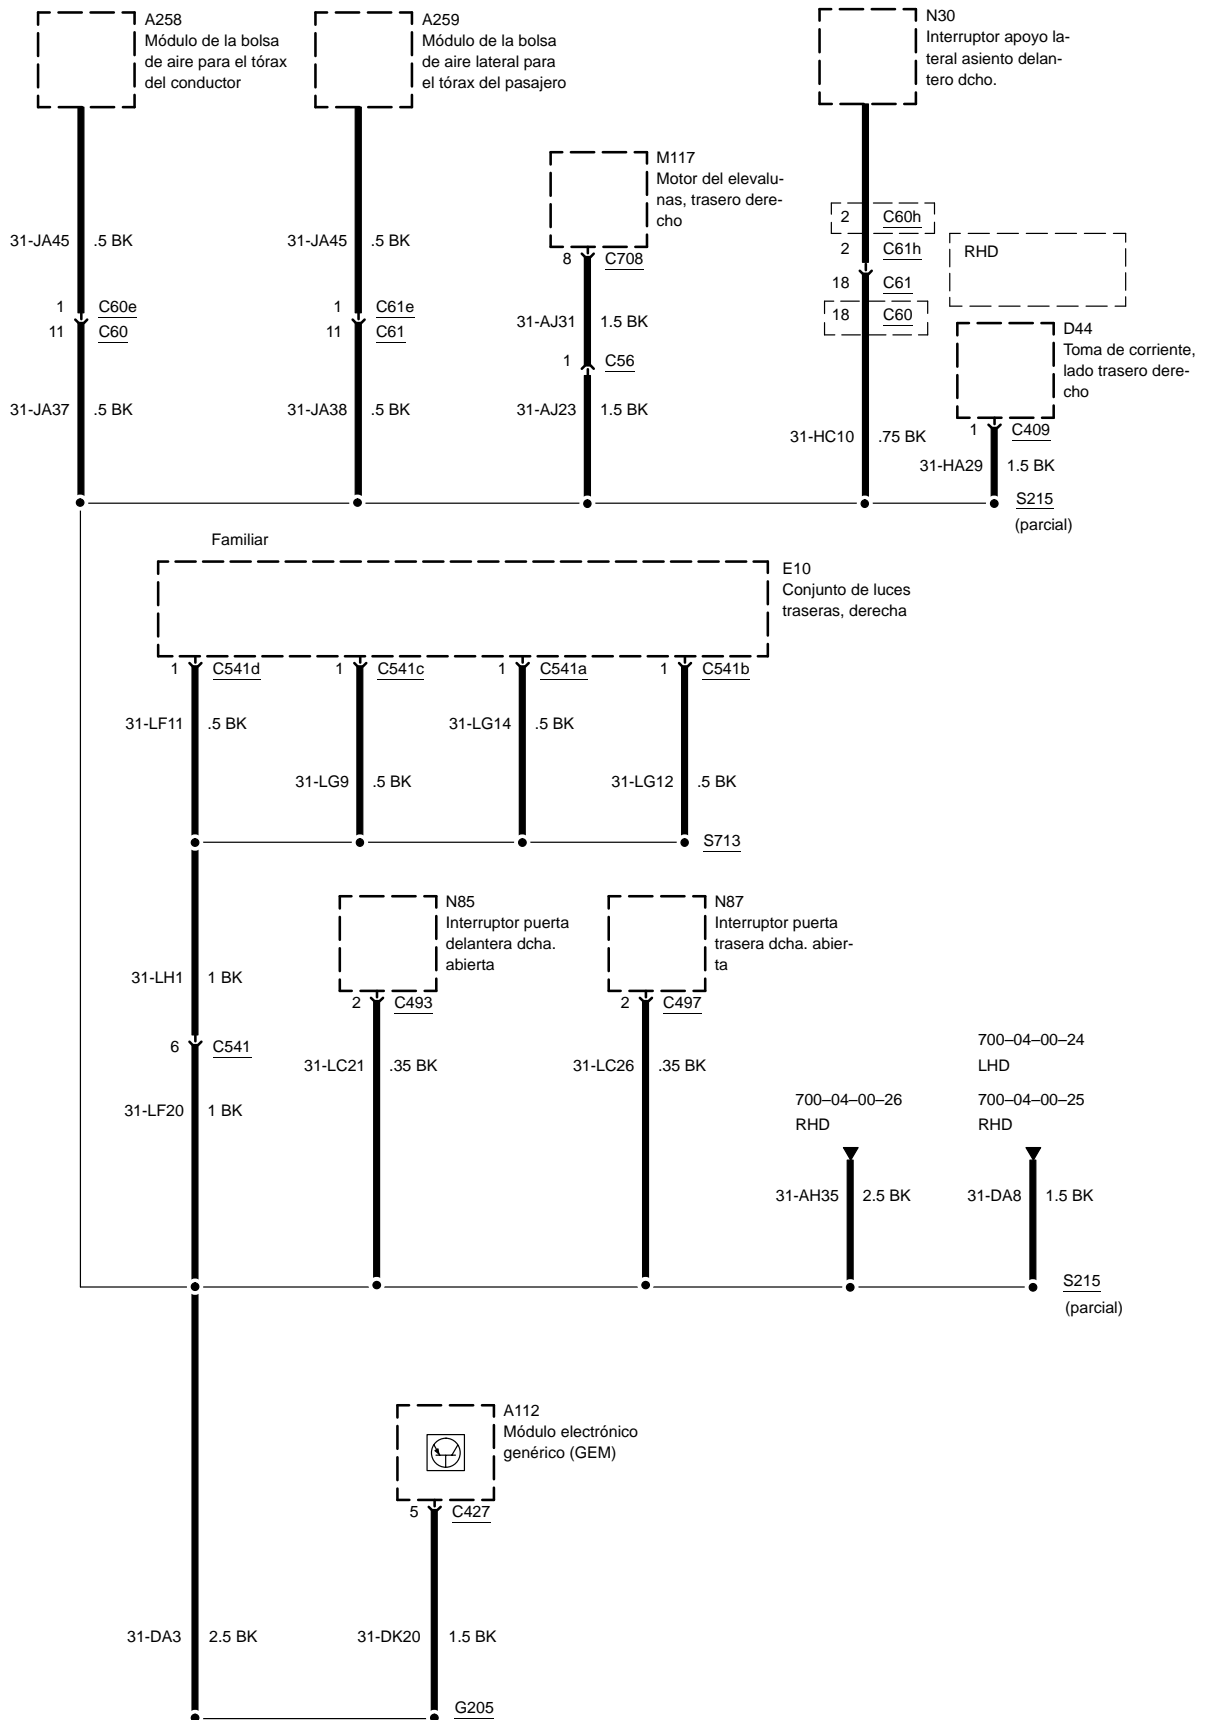 A258
Módulo de la bolsa
de aire para el tórax
del conductor
A259
Módulo de la bolsa
de aire lateral para
el tórax del pasajero
N30
Interruptor apoyo la-
teral asiento delan-
tero dcho.
M117
Motor del elevalu-
nas, trasero dere-
cho
31-JA45 .5 BK
31-JA45 .5 BK
2 C60h
2 C61h
RHD
8 C708
18 C61
1 C60e
11 C60
1 C61e
11 C61
31-AJ31 1.5 BK
18 C60
D44
Toma de corriente,
lado trasero dere-
cho
1 C56
31-JA37 .5 BK
31-JA38 .5 BK
31-AJ23 1.5 BK
31-HC10 .75 BK
1 C409
31-HA29 1.5 BK
S215
(parcial)
Familiar
E10
Conjunto de luces
traseras, derecha
1 C541d
1 C541c
1 C541a
1 C541b
31-LF11 .5 BK
31-LG14 .5 BK
31-LG9 .5 BK
31-LG12 .5 BK
S713
N85
Interruptor puerta
delantera dcha.
abierta
N87
Interruptor puerta
trasera dcha. abier-
ta
31-LH1 1 BK
2 C493
2 C497
6 C541
31-LC21 .35 BK
31-LC26 .35 BK
700–04–00–24
LHD
700–04–00–26
RHD
700–04–00–25
RHD
31-LF20 1 BK
31-AH35 2.5 BK
31-DA8 1.5 BK
S215
(parcial)
A112
Módulo electrónico
genérico (GEM)
5 C427
31-DA3 2.5 BK
31-DK20 1.5 BK
G205